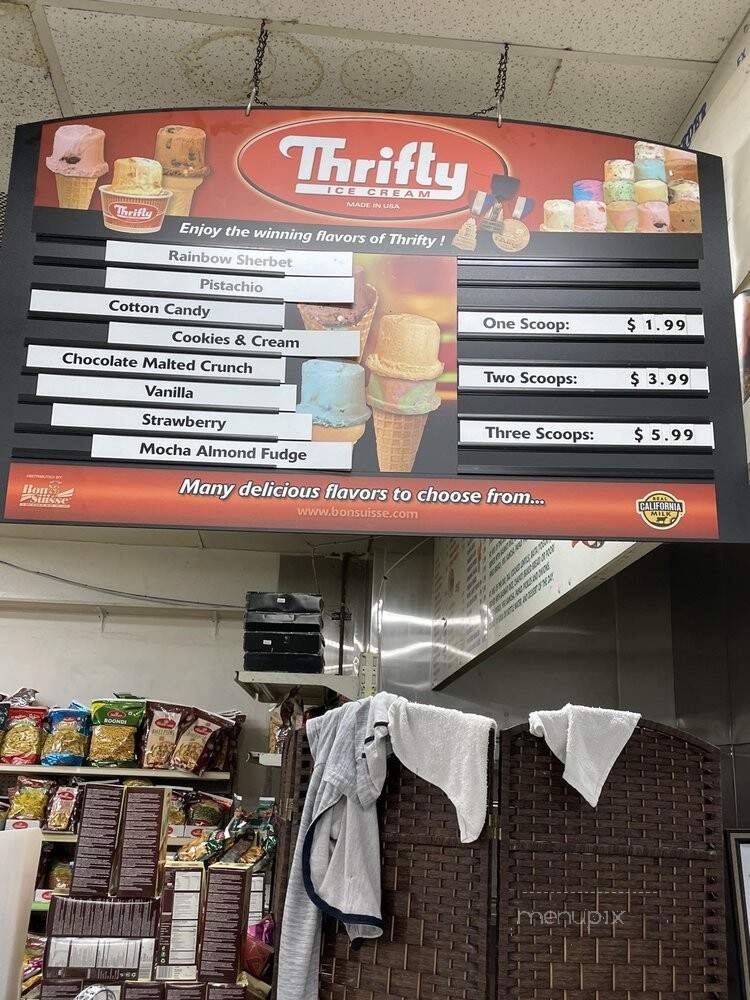 Thrifty
ICE CREAM
MADE IN USA
Thrifty
Enjoy the winning flavors of Thrifty !
Rainbow Sherbet
Pistachio
Cotton Candy
Cookies & Cream
Chocolate Malted Crunch
Vanilla
Strawberry
Mocha Almond Fudge
One Scoop: $ 1.99
Two Scoops: $ 3.99
Three Scoops: $ 5.99
DISTRIBUTED BY
Bon Suisse
Many delicious flavors to choose from...
www.bonsuisse.com
REAL
CALIFORNIA
MILK
BOONDI
menupix